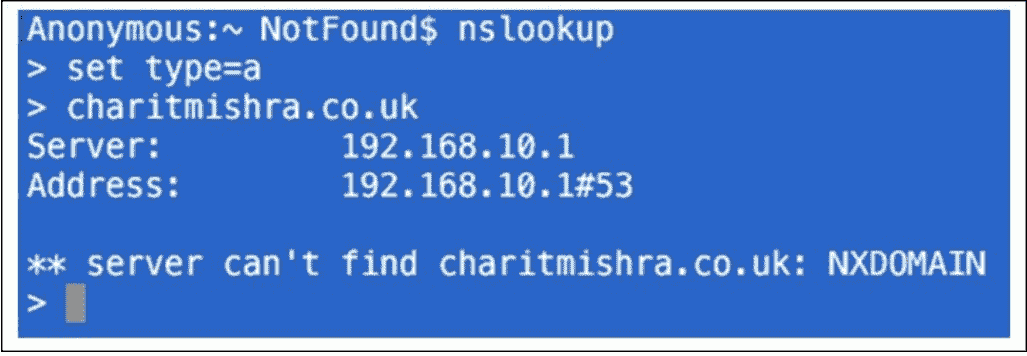 Anonymous:~ NotFound$ nslookup
> set type=a
> charitmishra.co.uk
Server: 192.168.10.1
Address: 192.168.10.1#53
** server can't find charitmishra.co.uk: NXDOMAIN
>